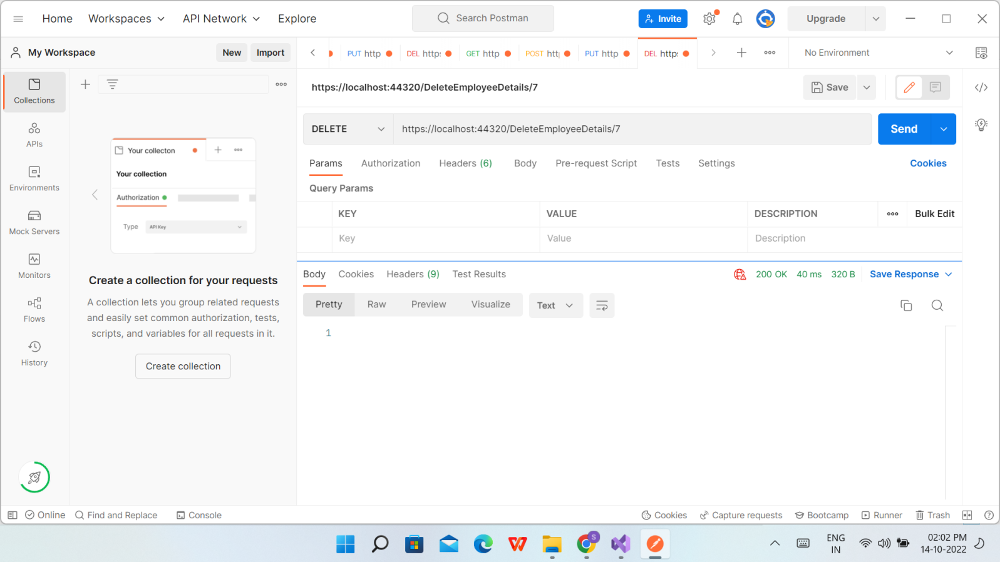 Home Workspaces API Network Explore Search Postman Invite Upgrade
My Workspace New Import PUT http DEL https GET http POST htt PUT http DEL https No Environment
Collections
APIs
Environments
Mock Servers
Monitors
Flows
History
Your collecton
Your collection
Authorization
Type API Key
Create a collection for your requests
A collection lets you group related requests
and easily set common authorization, tests,
scripts, and variables for all requests in it.
Create collection
https://localhost:44320/DeleteEmployeeDetails/7 Save
DELETE https://localhost:44320/DeleteEmployeeDetails/7 Send
Params Authorization Headers (6) Body Pre-request Script Tests Settings Cookies
Query Params
KEY VALUE DESCRIPTION Bulk Edit
Key Value Description
Body Cookies Headers (9) Test Results 200 OK 40 ms 320 B Save Response
Pretty Raw Preview Visualize Text
1
Online Find and Replace Console Cookies Capture requests Bootcamp Runner Trash
S
ENG
IN
02:02 PM
14-10-2022